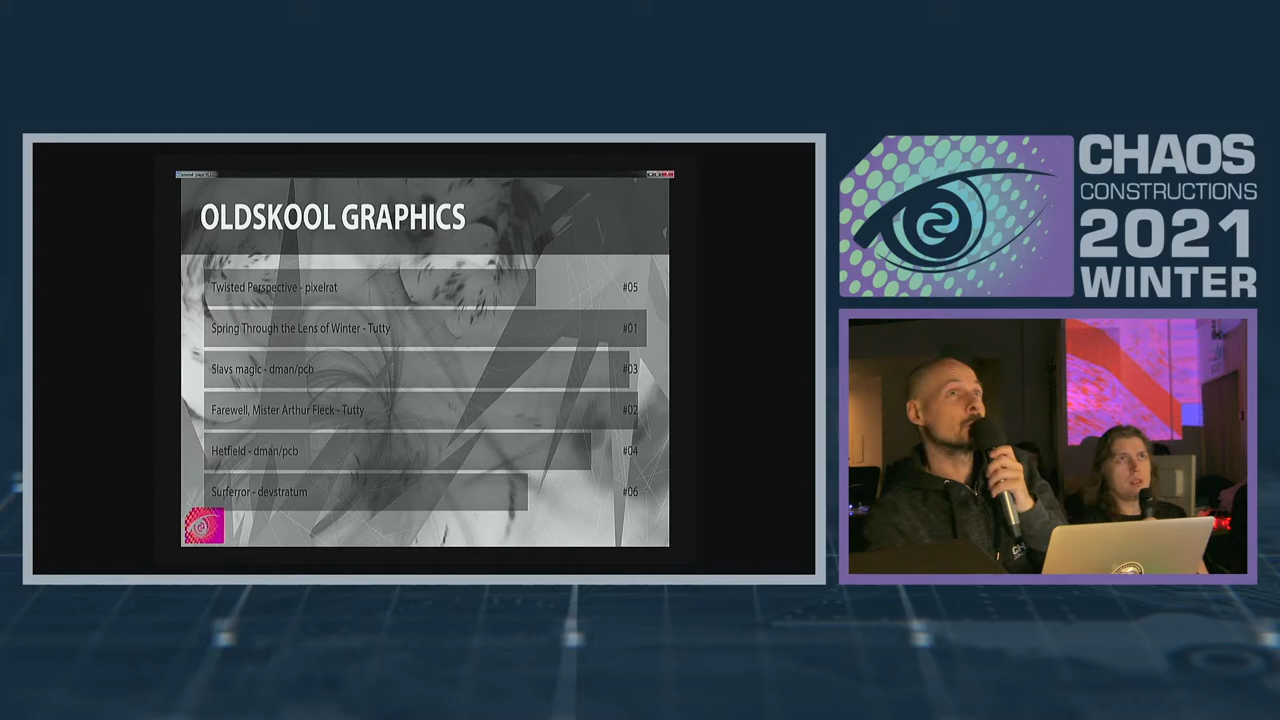 OLDSKOOL GRAPHICS
Twisted Perspective - pixelrat #05
Spring Through the Lens of Winter - Tutty #01
Slavs magic - dman/pcb #03
Farewell, Mister Arthur Fleck - Tutty #02
Hetfield - dman/pcb #04
Surferror - devstratum #06
CHAOS
CONSTRUCTIONS
2021
WINTER